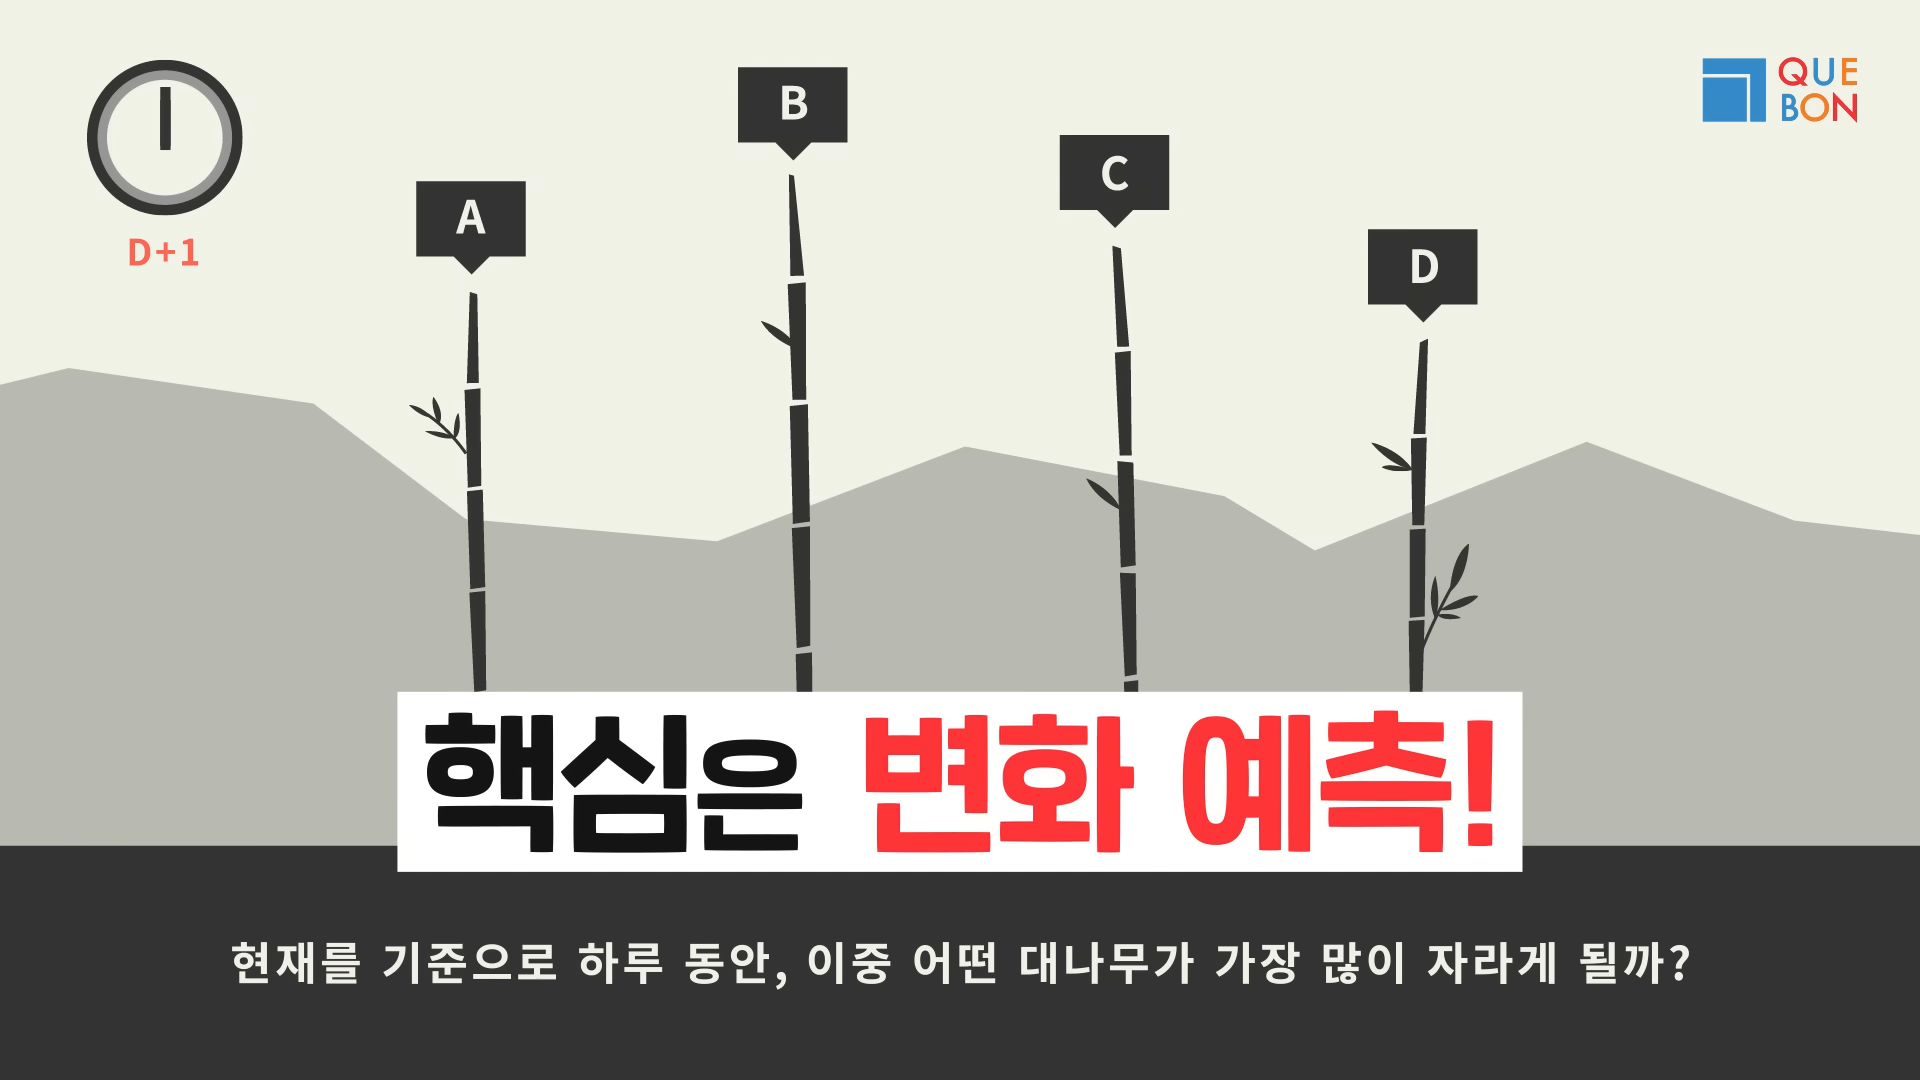 QUE
BON
D+1
A
B
C
D
핵심은 변화 예측!
현재를 기준으로 하루 동안, 이중 어떤 대나무가 가장 많이 자라게 될까?